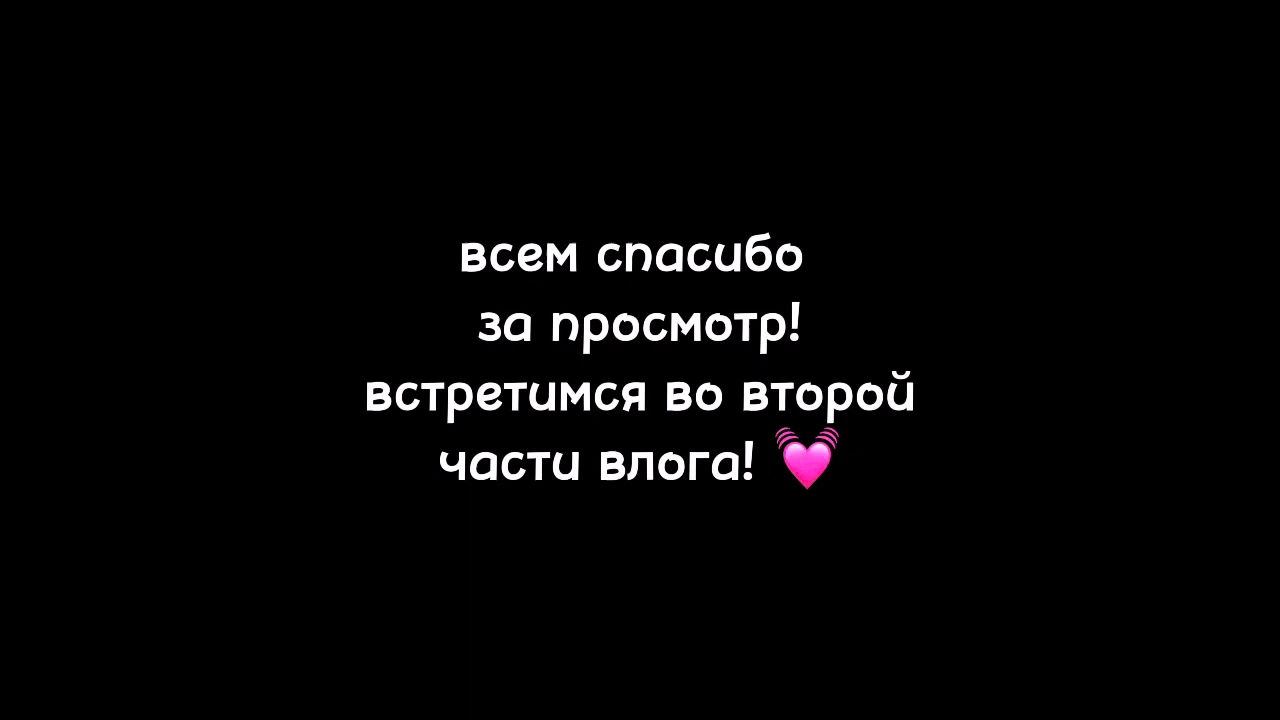 всем спасибо
за просмотр!
встретимся во второй
части влога! 💓